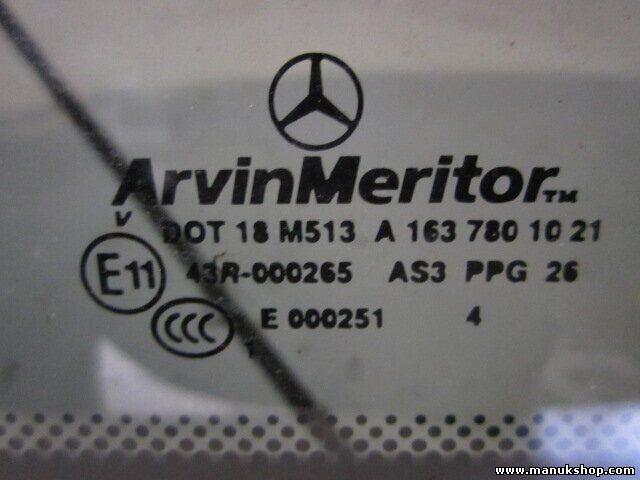 ArvinMeritor™
V
DOT 18 M513 A 163 780 10 21
E11 43R-000265 AS3 PPG 26
CCC E 000251 4
www.manukshop.com